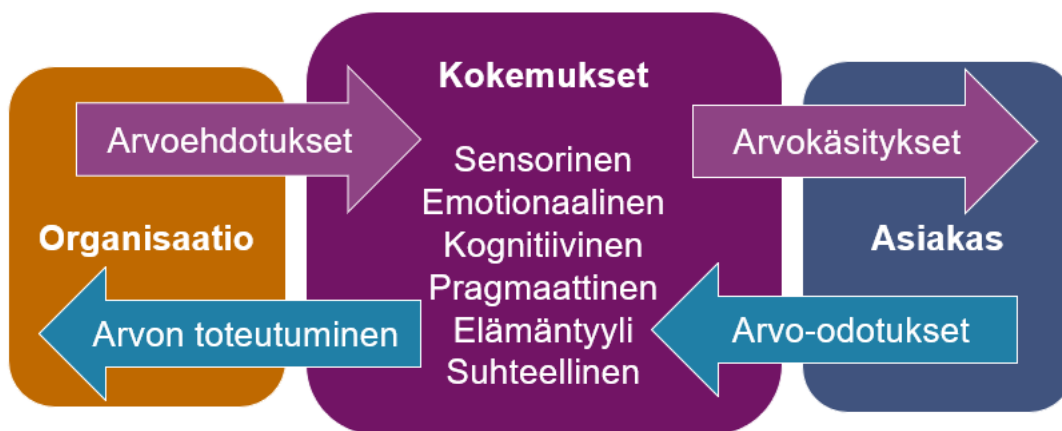 Kokemukset
Arvoehdotukset
Arvokäsitykset
Sensorinen
Emotionaalinen
Organisaatio
Kognitiivinen
Asiakas
Pragmaattinen
Arvon toteutuminen
Elämäntyyli
Arvo-odotukset
Suhteellinen